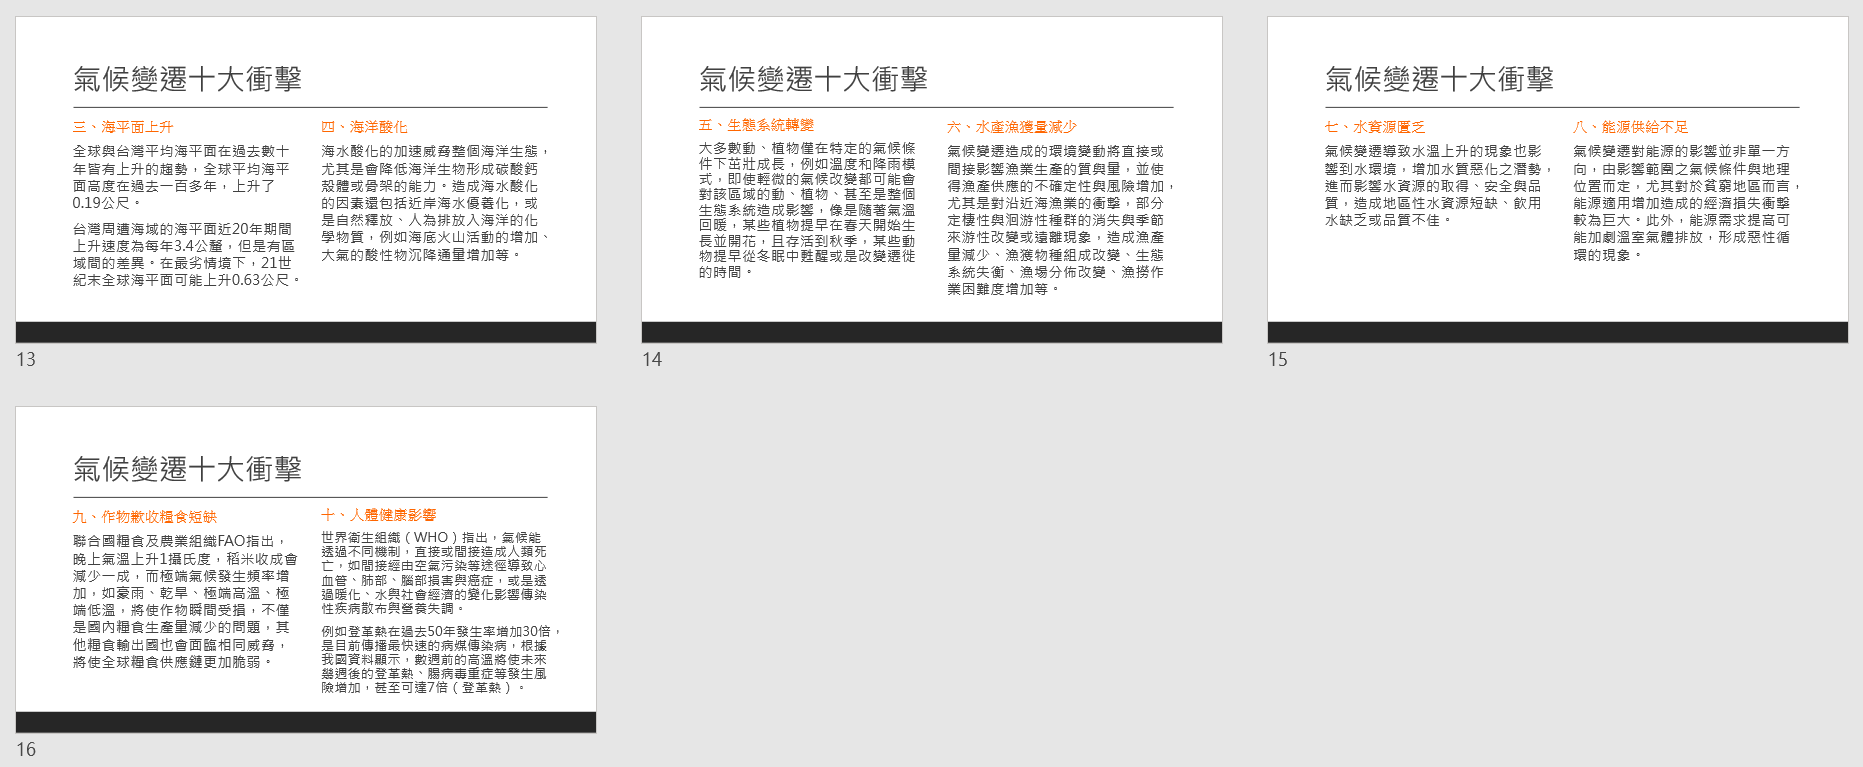 氣候變遷十大衝擊
三、海平面上升
全球與台灣平均海平面在過去數十
年皆有上升的趨勢，全球平均海平
面高度在過去一百多年，上升了
0.19公尺。
台灣周遭海域的海平面近20年期間
上升速度為每年3.4公釐，但是有區
域間的差異。在最劣情境下，21世
紀末全球海平面可能上升0.63公尺。
四、海洋酸化
海水酸化的加速威脅整個海洋生態，
尤其是會降低海洋生物形成碳酸鈣
殼體或骨架的能力。造成海水酸化
的因素還包括近岸海水優養化，或
是自然釋放、人為排放入海洋的化
學物質，例如海底火山活動的增加、
大氣的酸性物沉降通量增加等。
13
氣候變遷十大衝擊
五、生態系統轉變
大多數動、植物僅在特定的氣候條
件下茁壯成長，例如溫度和降雨模
式，即使輕微的氣候改變都可能會
對該區域的動、植物、甚至是整個
生態系統造成影響，像是隨著氣溫
回暖，某些植物提早在春天開始生
長並開花，且存活到秋季，某些動
物提早從冬眠中甦醒或是改變遷徙
的時間。
六、水產漁獲量減少
氣候變遷造成的環境變動將直接或
間接影響漁業生產的質與量，並使
得漁產供應的不確定性與風險增加，
尤其是對沿近海漁業的衝擊，部分
定棲性與洄游性種群的消失與季節
來游性改變或遠離現象，造成漁產
量減少、漁獲物種組成改變、生態
系統失衡、漁場分佈改變、漁撈作
業困難度增加等。
14
氣候變遷十大衝擊
七、水資源匱乏
氣候變遷導致水溫上升的現象也影
響到水環境，增加水質惡化之潛勢，
進而影響水資源的取得、安全與品
質，造成地區性水資源短缺、飲用
水缺乏或品質不佳。
八、能源供給不足
氣候變遷對能源的影響並非單一方
向，由影響範圍之氣候條件與地理
位置而定，尤其對於貧窮地區而言，
能源適用增加造成的經濟損失衝擊
較為巨大。此外，能源需求提高可
能加劇溫室氣體排放，形成惡性循
環的現象。
15
氣候變遷十大衝擊
九、作物歉收糧食短缺
聯合國糧食及農業組織FAO指出，
晚上氣溫上升1攝氏度，稻米收成會
減少一成，而極端氣候發生頻率增
加，如豪雨、乾旱、極端高溫、極
端低溫，將使作物瞬間受損，不僅
是國內糧食生產量減少的問題，其
他糧食輸出國也會面臨相同威脅，
將使全球糧食供應鏈更加脆弱。
十、人體健康影響
世界衛生組織（WHO）指出，氣候能
透過不同機制，直接或間接造成人類死
亡，如間接經由空氣污染等途徑導致心
血管、肺部、腦部損害與癌症，或是透
過暖化、水與社會經濟的變化影響傳染
性疾病散布與營養失調。
例如登革熱在過去50年發生率增加30倍，
是目前傳播最快速的病媒傳染病，根據
我國資料顯示，數週前的高溫將使未來
幾週後的登革熱、腸病毒重症等發生風
險增加，甚至可達7倍（登革熱）。
16